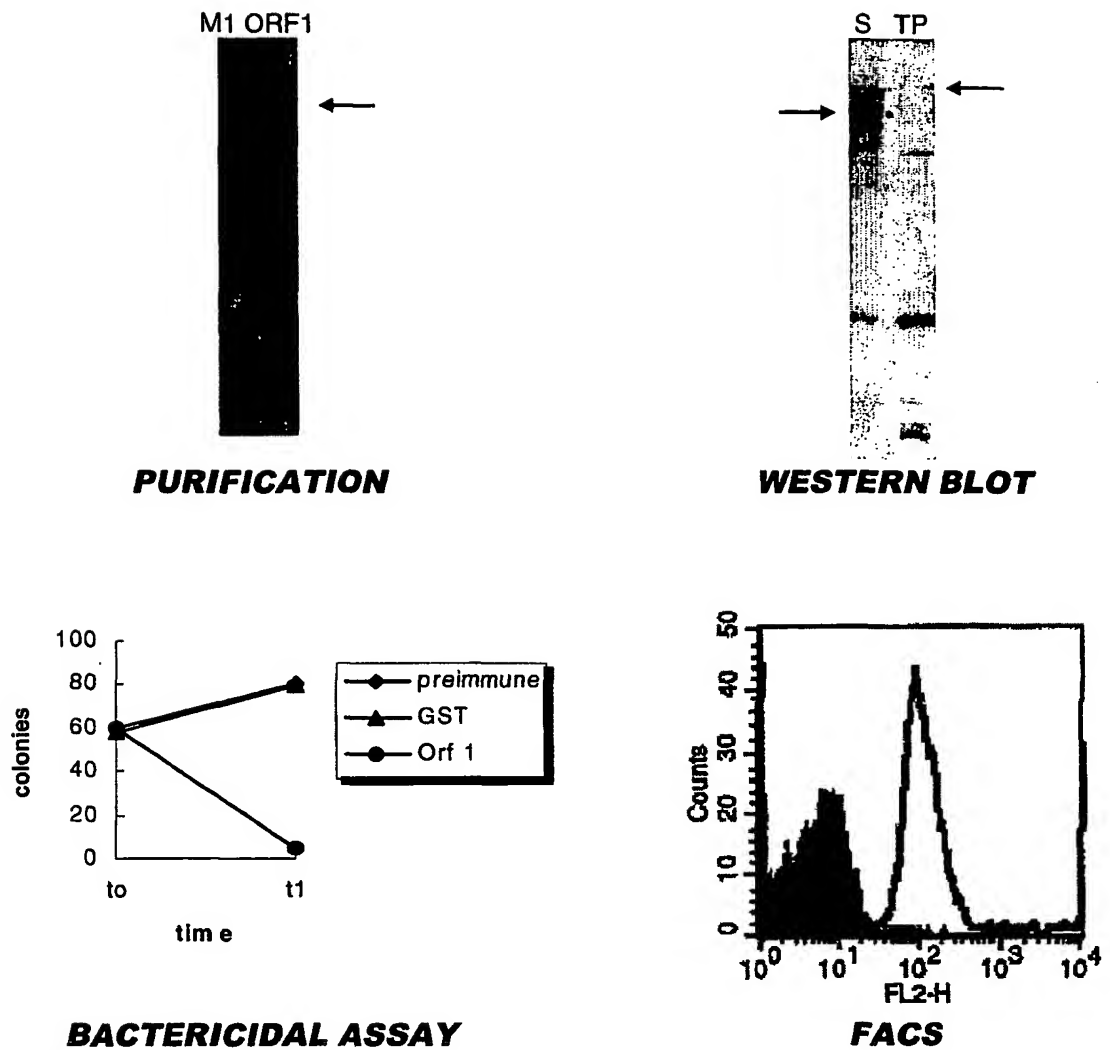 M1 ORF1
S TP
PURIFICATION
WESTERN BLOT
100
80
60
40
20
0
colonies
to
t1
tim e
preimmune
GST
Orf 1
BACTERICIDAL ASSAY
50
40
30
20
10
0
Counts
10^0 10^1 10^2 10^3 10^4
FL2-H
FACS